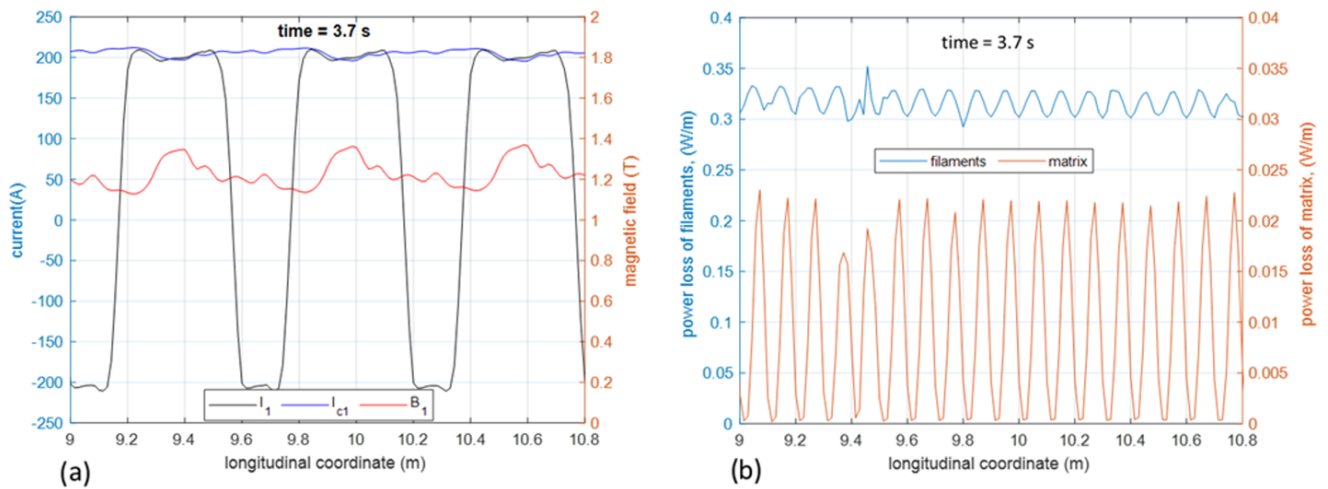 time = 3.7 s
250
200
150
100
50
0
-50
-100
-150
-200
-250
current(A)
2
1.8
1.6
1.4
1.2
1
0.8
0.6
0.4
0.2
0
magnetic field (T)
I1 Ic1 B1
9 9.2 9.4 9.6 9.8 10 10.2 10.4 10.6 10.8
longitudinal coordinate (m)
(a)
time = 3.7 s
0.4
0.35
0.3
0.25
0.2
0.15
0.1
0.05
0
power loss of filaments, (W/m)
0.04
0.035
0.03
0.025
0.02
0.015
0.01
0.005
0
power loss of matrix, (W/m)
filaments matrix
9 9.2 9.4 9.6 9.8 10 10.2 10.4 10.6 10.8
longitudinal coordinate (m)
(b)